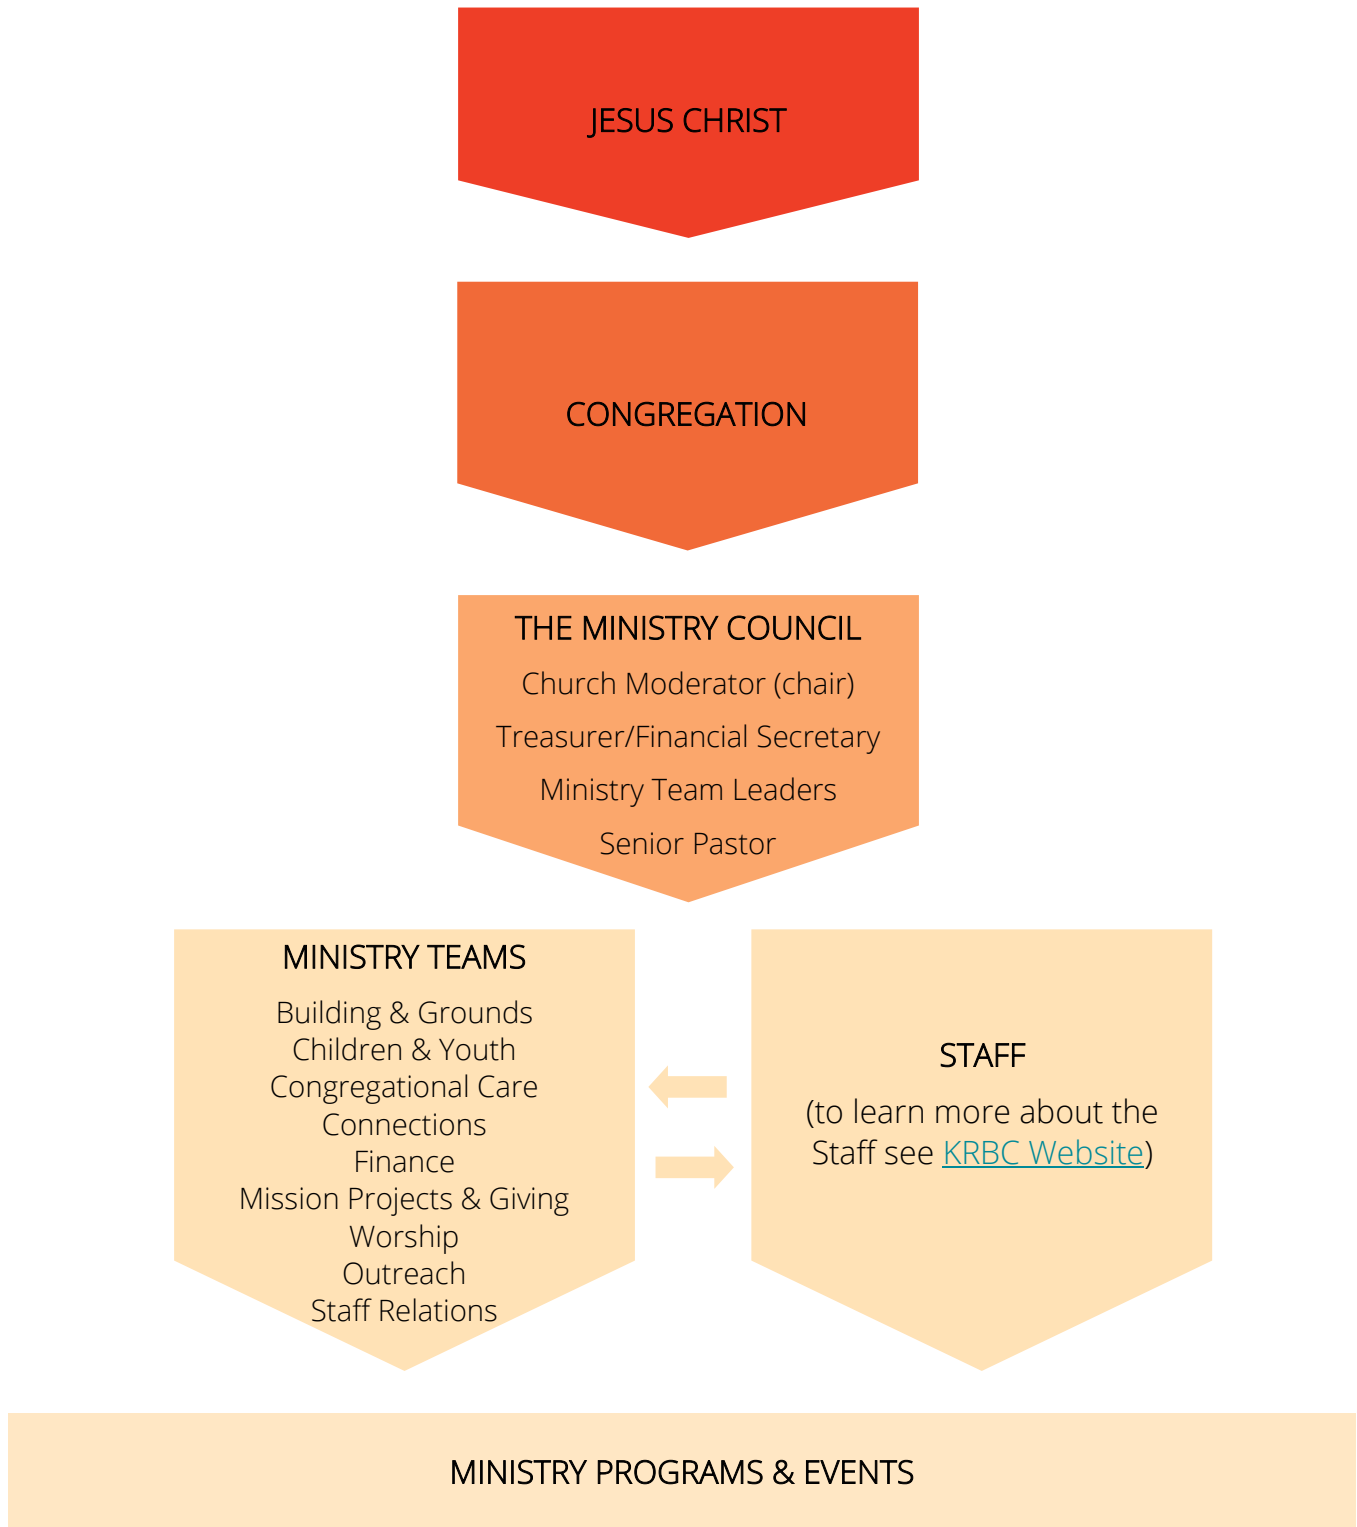 JESUS CHRIST
CONGREGATION
THE MINISTRY COUNCIL
Church Moderator (chair)
Treasurer/Financial Secretary
Ministry Team Leaders
Senior Pastor
MINISTRY TEAMS
Building & Grounds
Children & Youth
Congregational Care
Connections
Finance
Mission Projects & Giving
Worship
Outreach
Staff Relations
STAFF
(to learn more about the
Staff see KRBC Website)
MINISTRY PROGRAMS & EVENTS